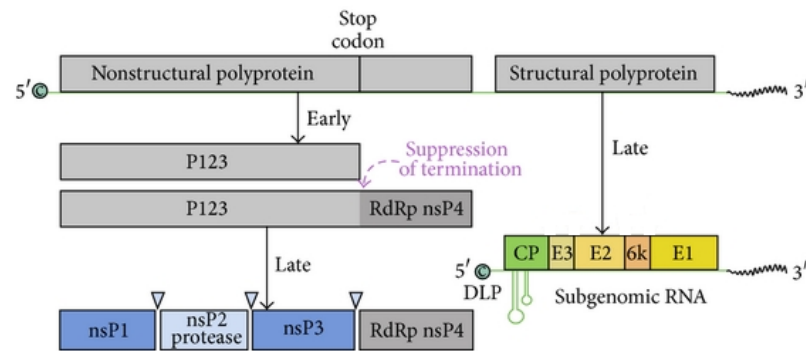 Stop
codon
Nonstructural polyprotein
Structural polyprotein
5′ C
3′
Early
Late
P123
Suppression
of termination
P123
RdRp nsP4
Late
CP
E3
E2
6k
E1
5′ C
3′
DLP
Subgenomic RNA
nsP1
nsP2
protease
nsP3
RdRp nsP4